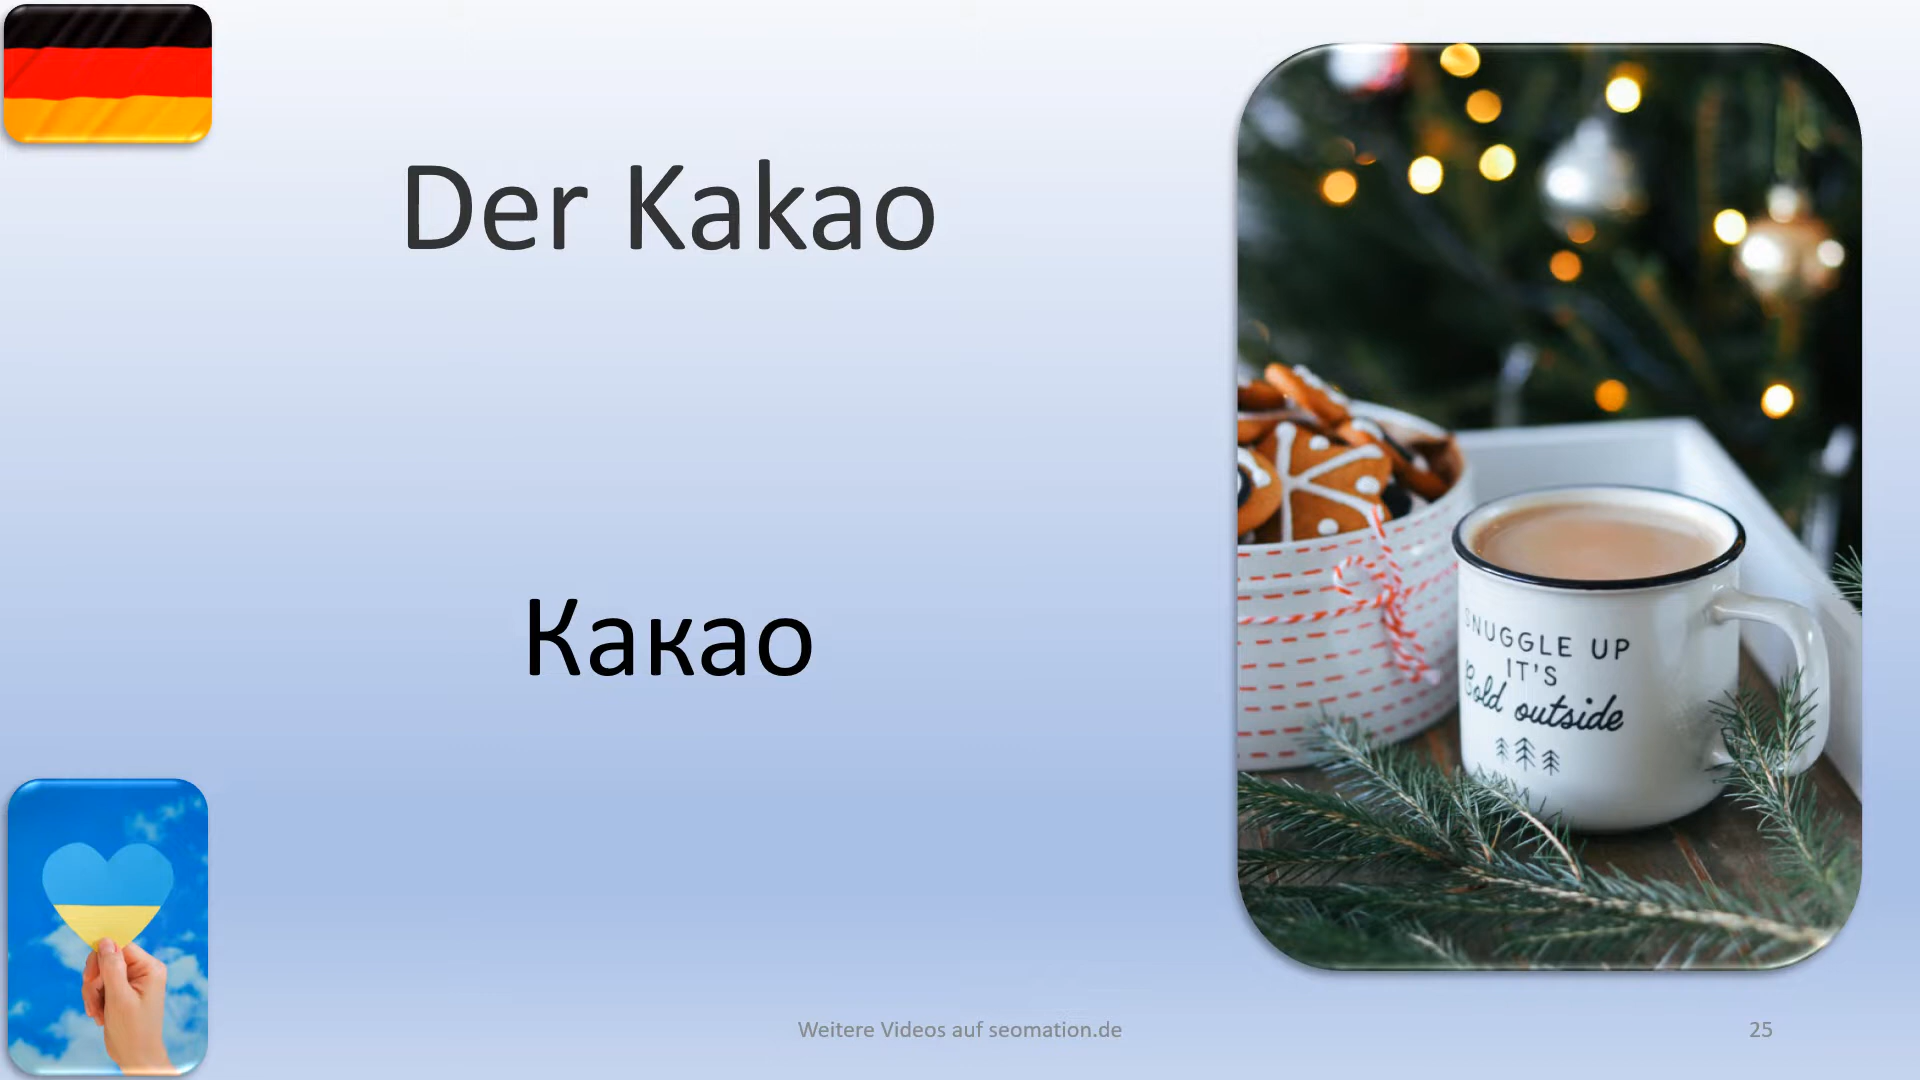 Der Kakao
Какао
SNUGGLE UP
IT'S
Cold outside
Weitere Videos auf seomation.de
25